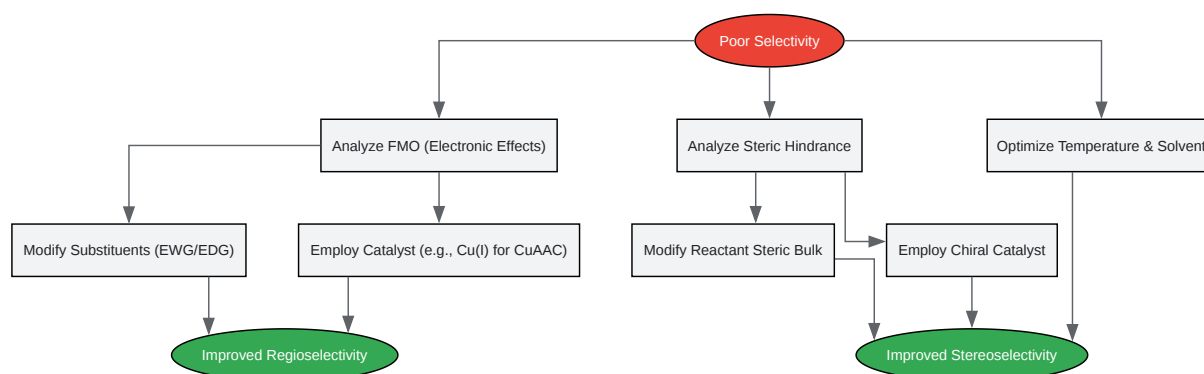 Poor Selectivity
Analyze FMO (Electronic Effects)
Analyze Steric Hindrance
Optimize Temperature & Solvent
Modify Substituents (EWG/EDG)
Employ Catalyst (e.g., Cu(I) for CuAAC)
Modify Reactant Steric Bulk
Employ Chiral Catalyst
Improved Regioselectivity
Improved Stereoselectivity